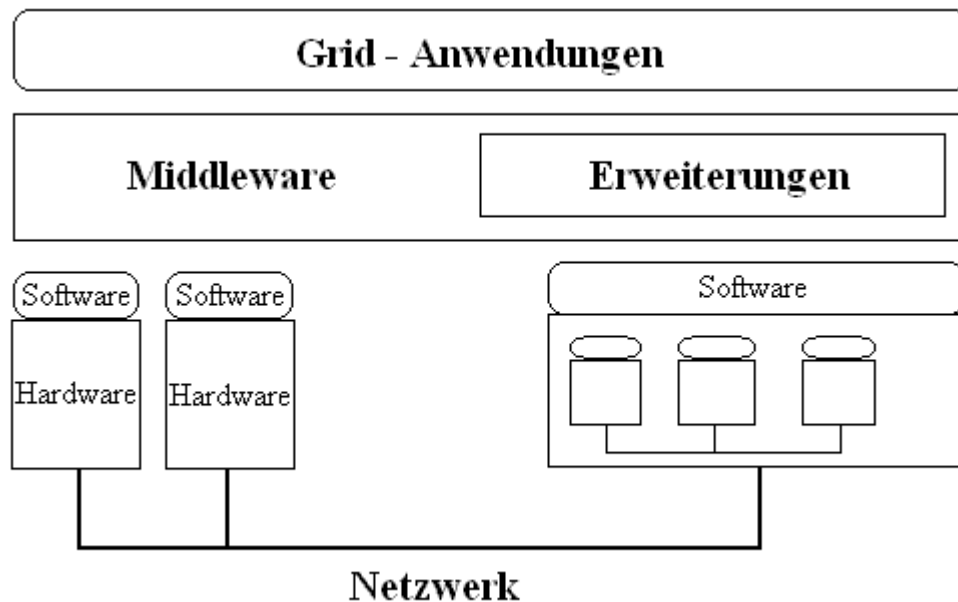 Grid - Anwendungen
Middleware
Erweiterungen
Software
Software
Software
Hardware
Hardware
Netzwerk